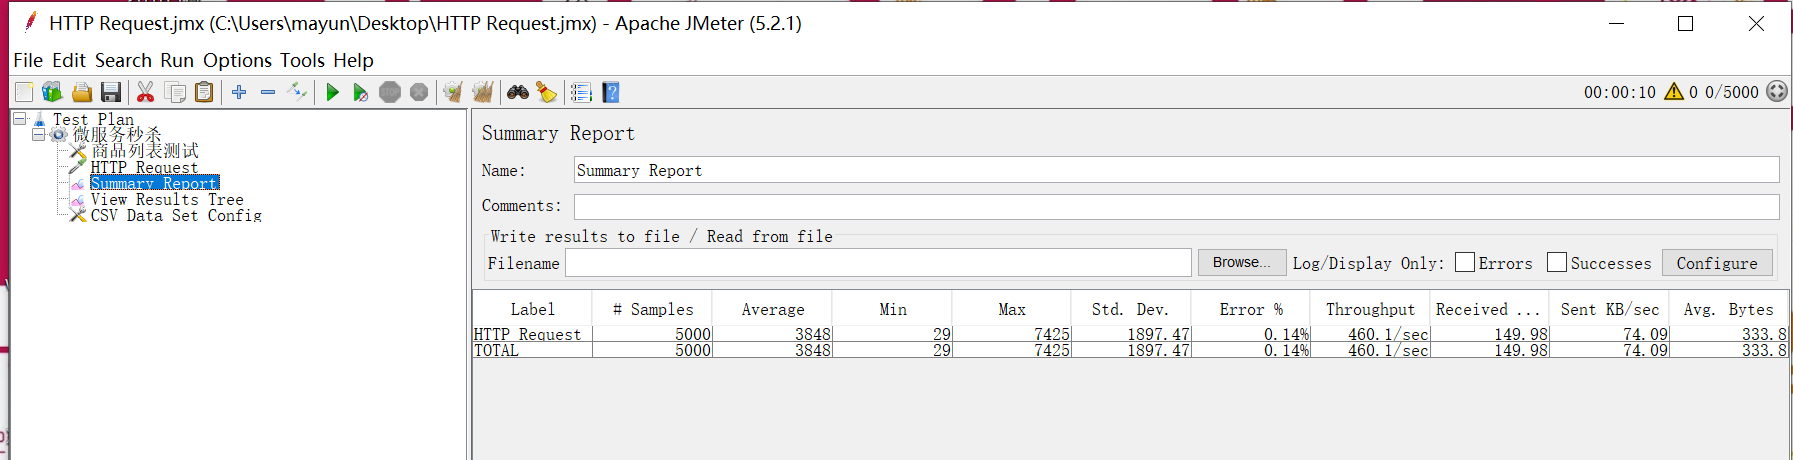 HTTP Request.jmx (C:\Users\mayun\Desktop\HTTP Request.jmx) - Apache JMeter (5.2.1)
File Edit Search Run Options Tools Help
00:00:10 0 0/5000
Test Plan
微服务秒杀
商品列表测试
HTTP Request
Summary Report
View Results Tree
CSV Data Set Config
Summary Report
Name: Summary Report
Comments:
Write results to file / Read from file
Filename Browse... Log/Display Only: Errors Successes Configure
Label # Samples Average Min Max Std. Dev. Error % Throughput Received ... Sent KB/sec Avg. Bytes
HTTP Request 5000 3848 29 7425 1897.47 0.14% 460.1/sec 149.98 74.09 333.8
TOTAL 5000 3848 29 7425 1897.47 0.14% 460.1/sec 149.98 74.09 333.8